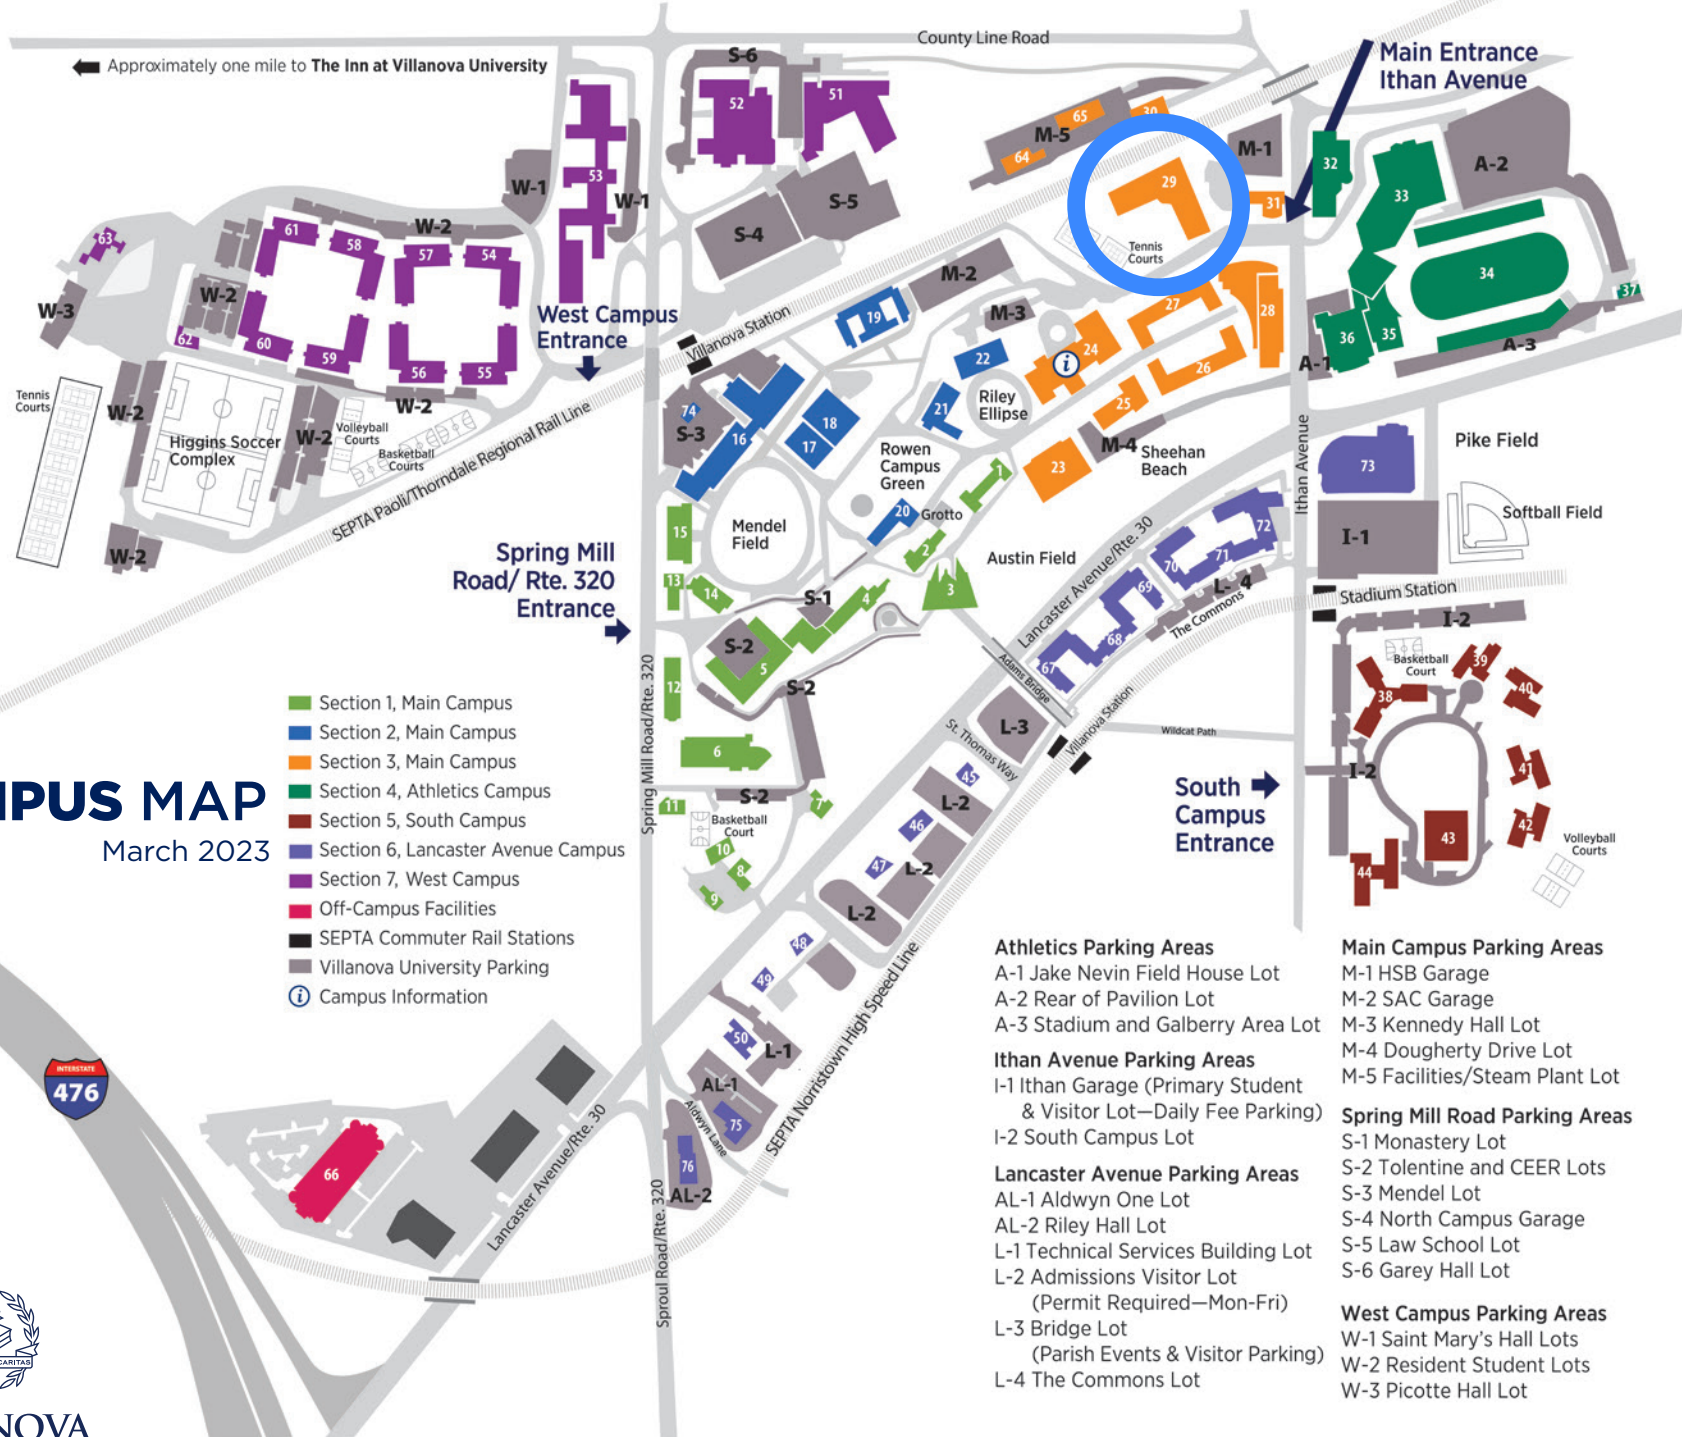 County Line Road
Approximately one mile to The Inn at Villanova University
Main Entrance
Ithan Avenue
S-6
52
51
65
30
M-5
64
29
M-1
31
32
33
A-2
53
W-1
W-1
S-5
S-4
63
61
58
W-2
57
54
W-2
W-3
62
60
59
56
55
W-2
West Campus
Entrance
Villanova Station
Tennis
Courts
M-2
M-3
19
22
24
i
27
28
26
25
34
37
36
35
A-1
A-3
Tennis
Courts
W-2
Higgins Soccer
Complex
W-2
Volleyball
Courts
Basketball
Courts
W-2
SEPTA Paoli/Thorndale Regional Rail Line
74
S-3
16
18
17
21
Riley
Ellipse
Rowen
Campus
Green
23
M-4
Sheehan
Beach
Ithan Avenue
73
Pike Field
Softball Field
I-1
1
20
Grotto
2
Mendel
Field
15
13
14
S-1
4
3
Austin Field
Lancaster Avenue/Rte. 30
72
71
70
69
68
67
L-4
The Commons
Stadium Station
I-2
Spring Mill
Road/ Rte. 320
Entrance
S-2
5
S-2
12
6
Spring Mill Road/Rte. 320
S-2
11
Basketball
Court
7
10
8
9
Adams Bridge
L-3
St. Thomas Way
Villanova Station
Wildcat Path
Basketball
Court
39
38
40
41
I-2
42
43
44
Volleyball
Courts
South
Campus
Entrance
45
L-2
46
47
L-2
L-2
48
49
50
L-1
AL-1
75
Aldwyn Lane
76
AL-2
SEPTA Norristown High Speed Line
Sproul Road/Rte. 320
Lancaster Avenue/Rte. 30
66
INTERSTATE
476
MPUS MAP
March 2023
Section 1, Main Campus
Section 2, Main Campus
Section 3, Main Campus
Section 4, Athletics Campus
Section 5, South Campus
Section 6, Lancaster Avenue Campus
Section 7, West Campus
Off-Campus Facilities
SEPTA Commuter Rail Stations
Villanova University Parking
i Campus Information
Athletics Parking Areas
A-1 Jake Nevin Field House Lot
A-2 Rear of Pavilion Lot
A-3 Stadium and Galberry Area Lot
Ithan Avenue Parking Areas
I-1 Ithan Garage (Primary Student
& Visitor Lot—Daily Fee Parking)
I-2 South Campus Lot
Lancaster Avenue Parking Areas
AL-1 Aldwyn One Lot
AL-2 Riley Hall Lot
L-1 Technical Services Building Lot
L-2 Admissions Visitor Lot
(Permit Required—Mon-Fri)
L-3 Bridge Lot
(Parish Events & Visitor Parking)
L-4 The Commons Lot
Main Campus Parking Areas
M-1 HSB Garage
M-2 SAC Garage
M-3 Kennedy Hall Lot
M-4 Dougherty Drive Lot
M-5 Facilities/Steam Plant Lot
Spring Mill Road Parking Areas
S-1 Monastery Lot
S-2 Tolentine and CEER Lots
S-3 Mendel Lot
S-4 North Campus Garage
S-5 Law School Lot
S-6 Garey Hall Lot
West Campus Parking Areas
W-1 Saint Mary's Hall Lots
W-2 Resident Student Lots
W-3 Picotte Hall Lot
CARITAS
NOVA